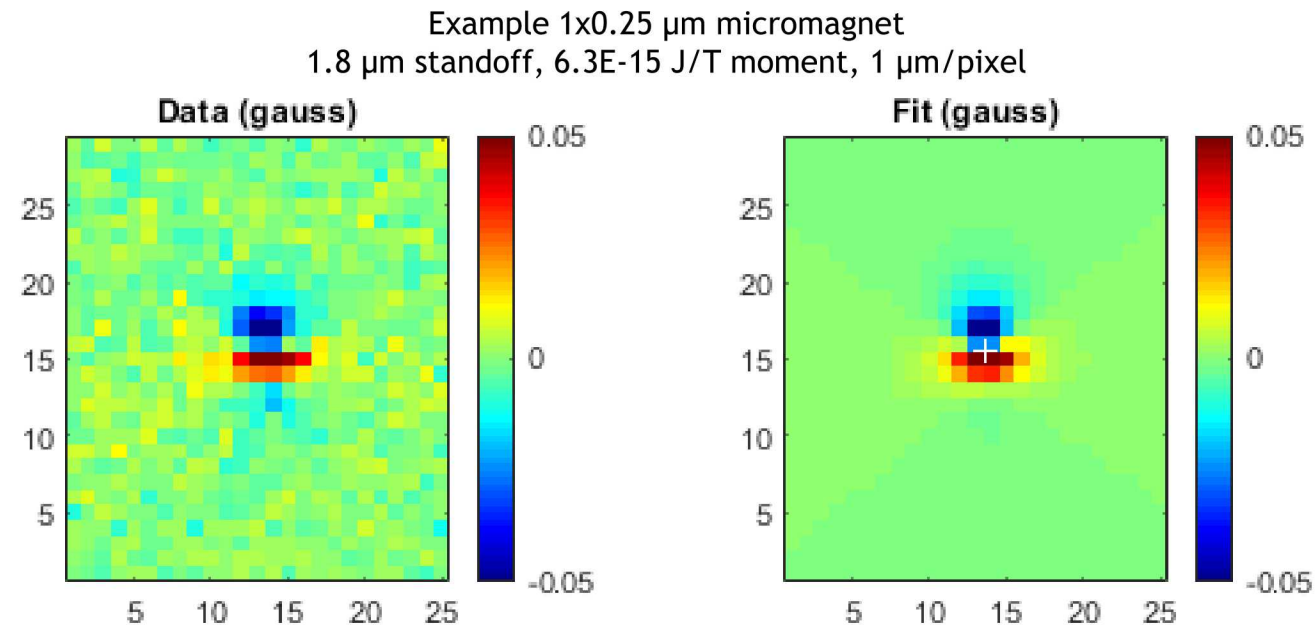 Example 1x0.25 µm micromagnet
1.8 µm standoff, 6.3E-15 J/T moment, 1 µm/pixel
Data (gauss)
25
20
15
10
5
5 10 15 20 25
0.05
0
-0.05
Fit (gauss)
25
20
15
10
5
5 10 15 20 25
0.05
0
-0.05